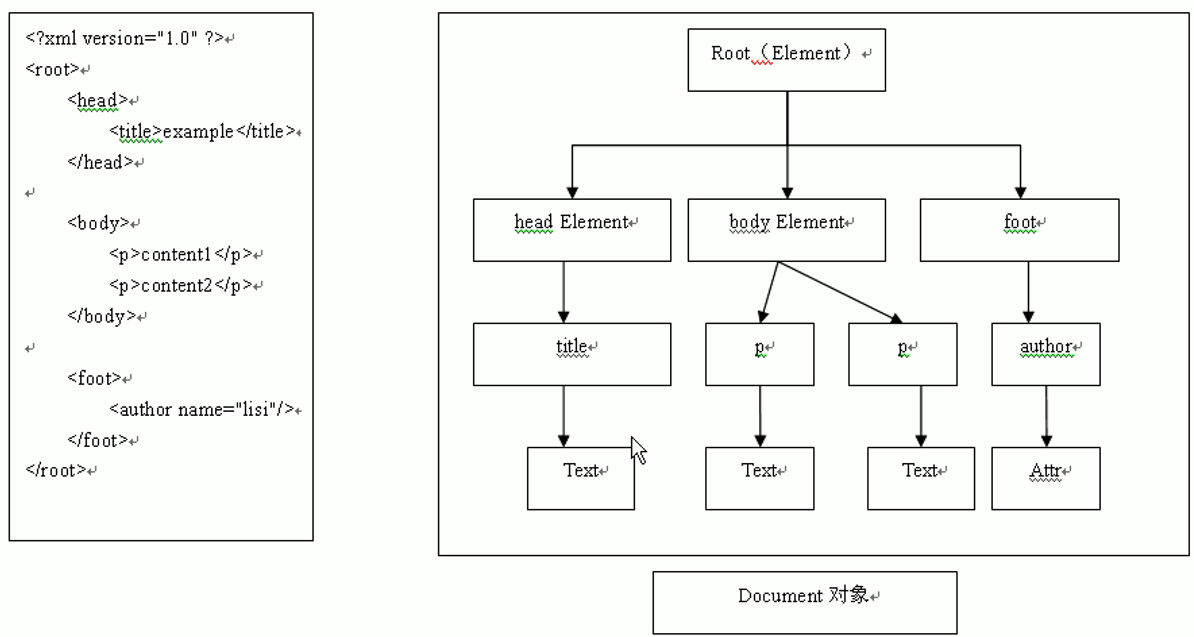 <?xml version="1.0" ?>
<root>
<head>
<title>example</title>
</head>
<body>
<p>content1</p>
<p>content2</p>
</body>
<foot>
<author name="lisi"/>
</foot>
</root>
Root（Element）
head Element
body Element
foot
title
p
p
author
Text
Text
Text
Attr
Document 对象